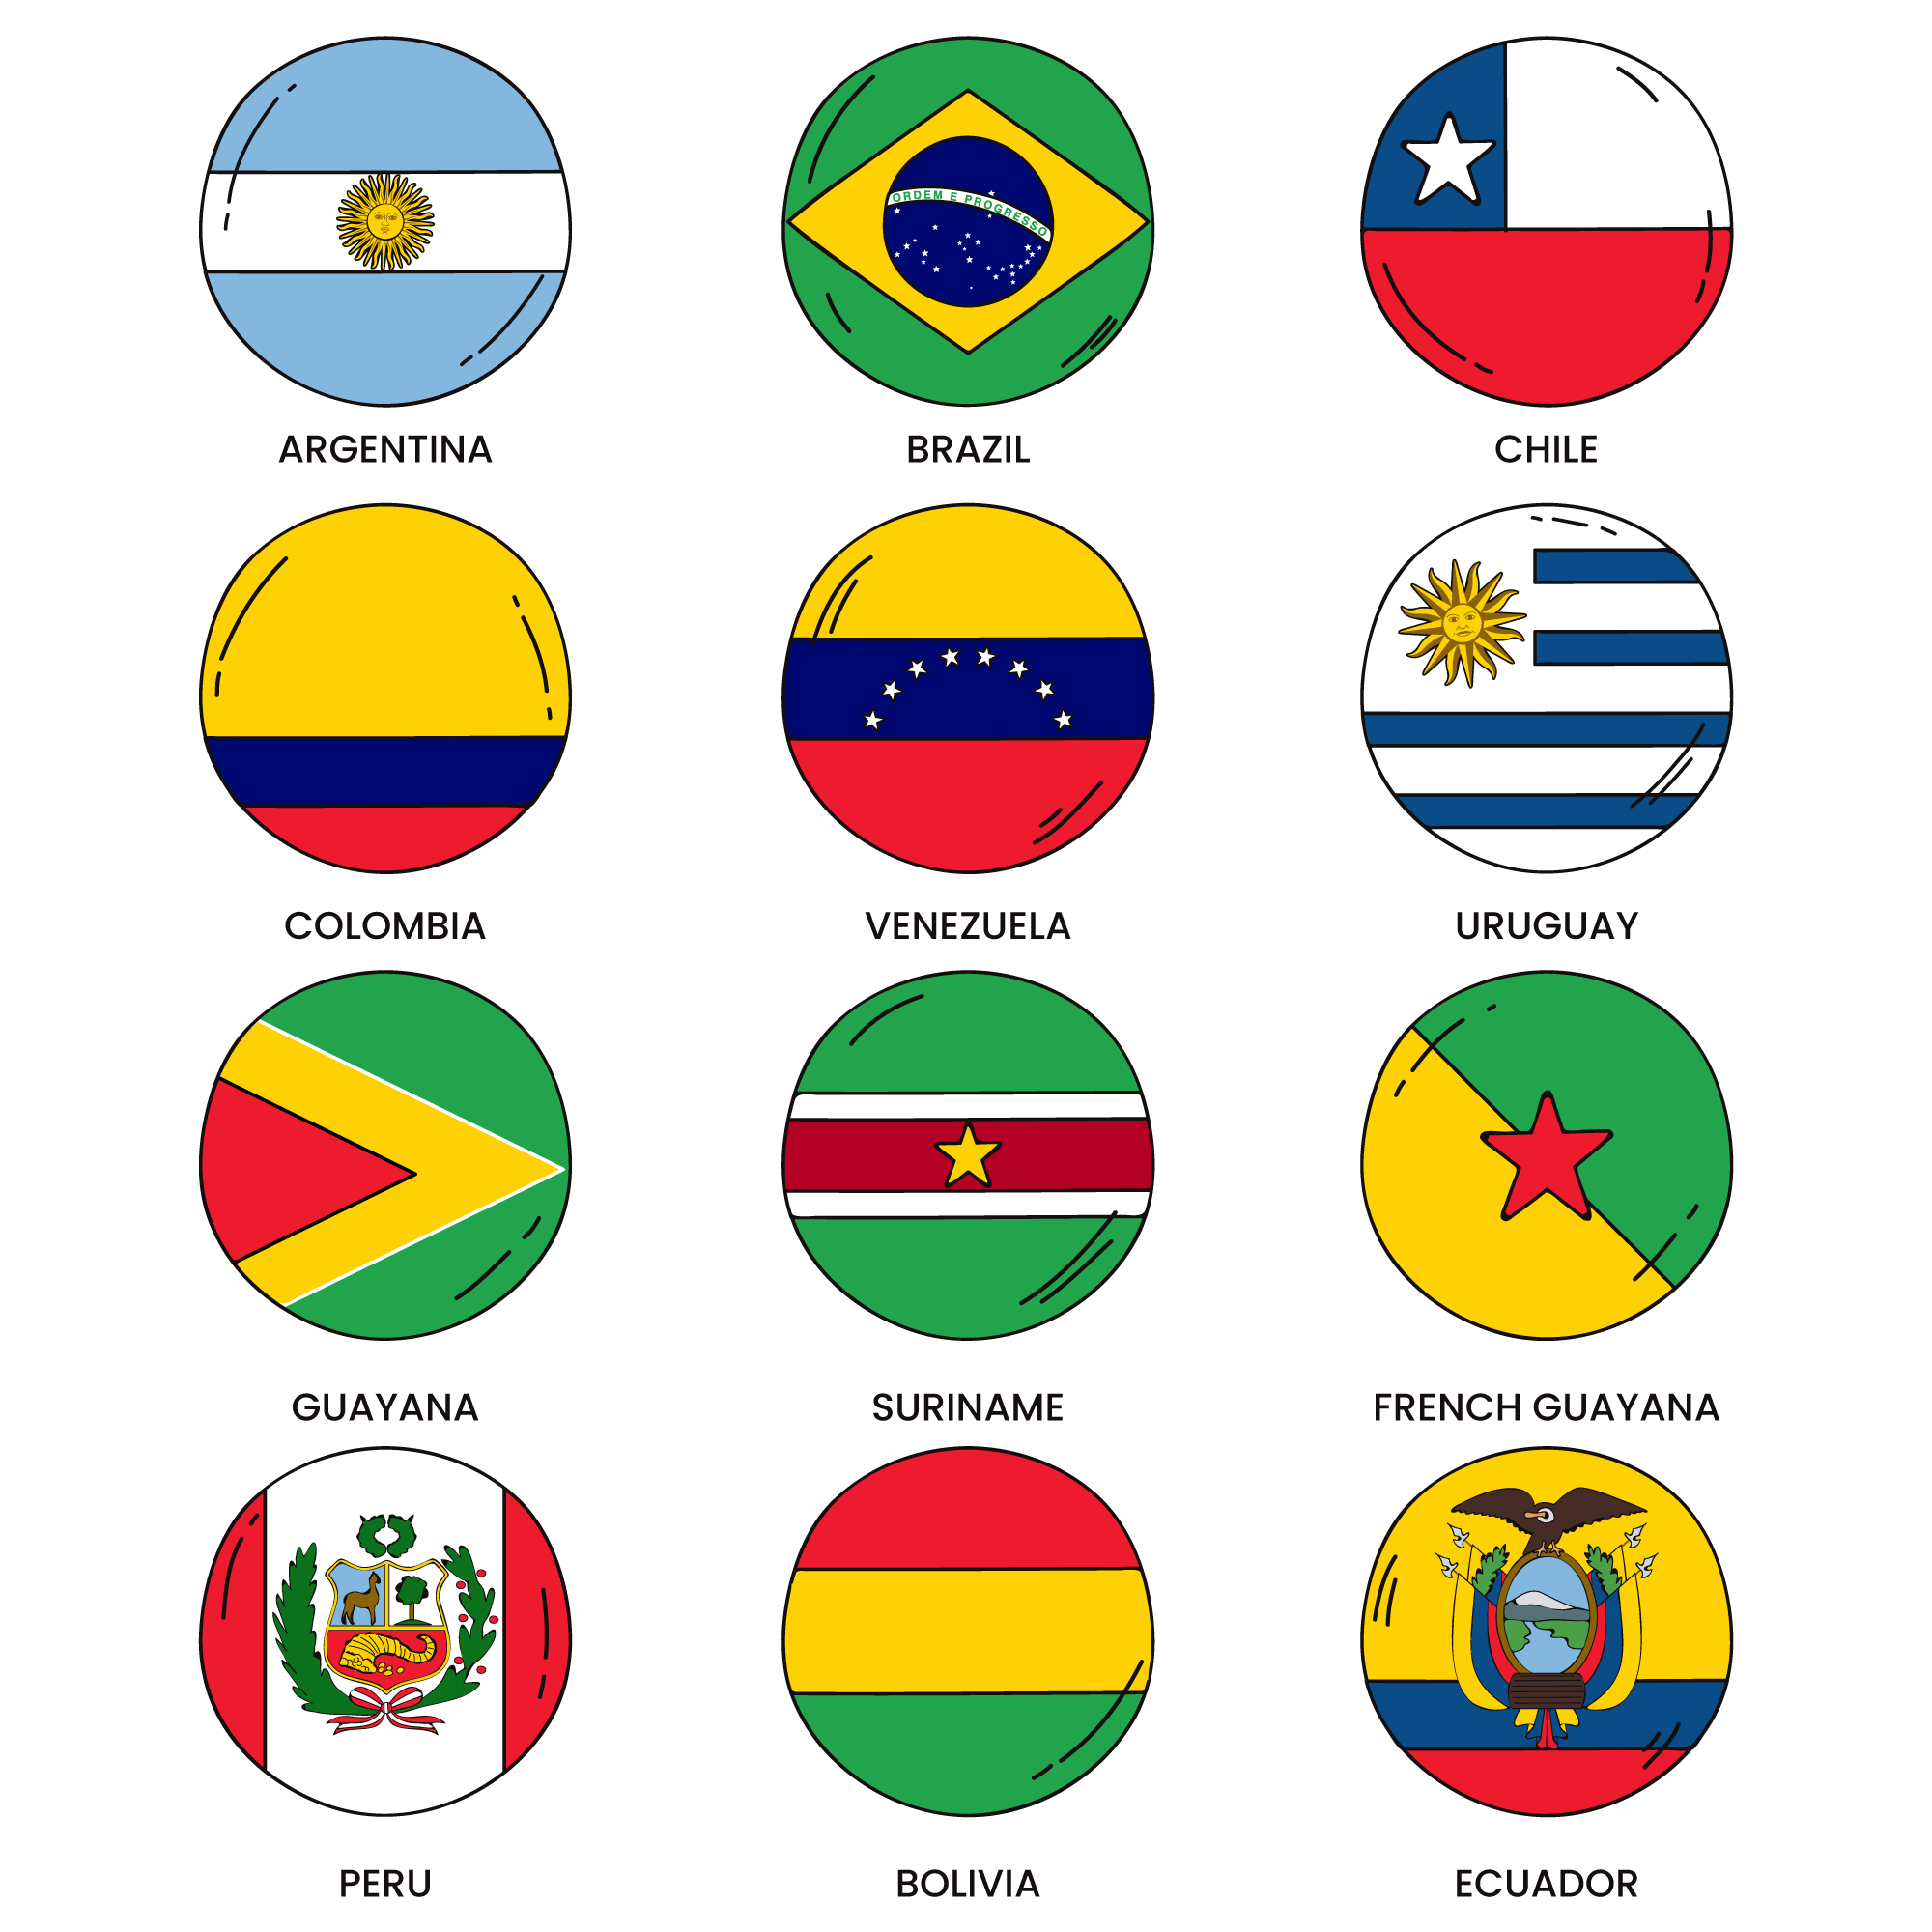 ORDEM E PROGRESSO
ARGENTINA
BRAZIL
CHILE
COLOMBIA
VENEZUELA
URUGUAY
GUAYANA
SURINAME
FRENCH GUAYANA
PERU
BOLIVIA
ECUADOR